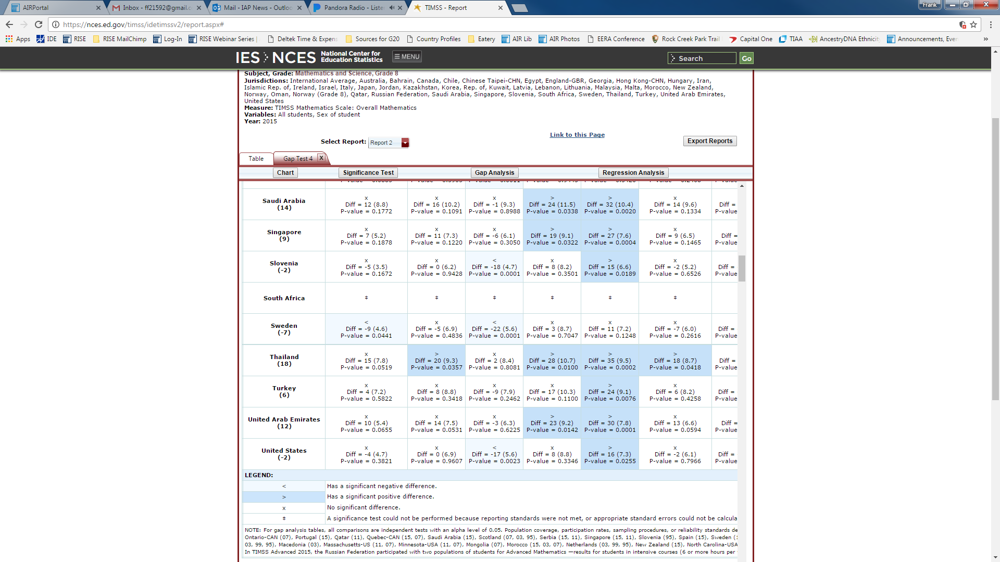 AIRPortal
Inbox - ff21592@gmail.c
Mail - IAP News - Outloo
Pandora Radio - Liste
TIMSS - Report
Frank
https://nces.ed.gov/timss/idetimssv2/report.aspx#
Apps IDE RISE RISE MailChimp Log-In RISE Webinar Series | Deltek Time & Expens Sources for G20 Country Profiles Eatery AIR Lib AIR Photos EERA Conference Rock Creek Park Trail Capital One TIAA AncestryDNA Ethnicit Announcements, Ever »
IES NCES National Center for Education Statistics
MENU
Search
Go
Subject, Grade: Mathematics and Science, Grade 8
Jurisdictions: International Average, Australia, Bahrain, Canada, Chile, Chinese Taipei-CHN, Egypt, England-GBR, Georgia, Hong Kong-CHN, Hungary, Iran,
Islamic Rep. of, Ireland, Israel, Italy, Japan, Jordan, Kazakhstan, Korea, Rep. of, Kuwait, Latvia, Lebanon, Lithuania, Malaysia, Malta, Morocco, New Zealand,
Norway, Oman, Norway (Grade 8), Qatar, Russian Federation, Saudi Arabia, Singapore, Slovenia, South Africa, Sweden, Thailand, Turkey, United Arab Emirates,
United States
Measure: TIMSS Mathematics Scale: Overall Mathematics
Variables: All students, Sex of student
Year: 2015
Link to this Page
Select Report: Report 2
Export Reports
Table
Gap Test 4 X
Chart Significance Test Gap Analysis Regression Analysis
x x x > > x
Saudi Arabia (14) Diff = 12 (8.8) Diff = 16 (10.2) Diff = -1 (9.3) Diff = 24 (11.5) Diff = 32 (10.4) Diff = 14 (9.6) Diff =
P-value = 0.1772 P-value = 0.1091 P-value = 0.8988 P-value = 0.0338 P-value = 0.0020 P-value = 0.1334 P-value
x x x > > x
Singapore (9) Diff = 7 (5.2) Diff = 11 (7.3) Diff = -6 (6.1) Diff = 19 (9.1) Diff = 27 (7.6) Diff = 9 (6.5) Diff =
P-value = 0.1878 P-value = 0.1220 P-value = 0.3050 P-value = 0.0322 P-value = 0.0004 P-value = 0.1465 P-value
x x < x > x
Slovenia (-2) Diff = -5 (3.5) Diff = 0 (6.2) Diff = -18 (4.7) Diff = 8 (8.2) Diff = 15 (6.6) Diff = -2 (5.2) Diff =
P-value = 0.1672 P-value = 0.9428 P-value = 0.0001 P-value = 0.3501 P-value = 0.0189 P-value = 0.6526 P-value
South Africa ‡ ‡ ‡ ‡ ‡ ‡
< x < x x x
Sweden (-7) Diff = -9 (4.6) Diff = -5 (6.9) Diff = -22 (5.6) Diff = 3 (8.7) Diff = 11 (7.2) Diff = -7 (6.0) Diff =
P-value = 0.0441 P-value = 0.4836 P-value = 0.0001 P-value = 0.7047 P-value = 0.1248 P-value = 0.2616 P-value
x > x > > >
Thailand (18) Diff = 15 (7.8) Diff = 20 (9.3) Diff = 2 (8.4) Diff = 28 (10.7) Diff = 35 (9.5) Diff = 18 (8.7) Diff =
P-value = 0.0519 P-value = 0.0357 P-value = 0.8081 P-value = 0.0100 P-value = 0.0002 P-value = 0.0418 P-value
x x x x > x
Turkey (6) Diff = 4 (7.2) Diff = 8 (8.8) Diff = -9 (7.9) Diff = 17 (10.3) Diff = 24 (9.1) Diff = 6 (8.2) Diff =
P-value = 0.5822 P-value = 0.3418 P-value = 0.2462 P-value = 0.1100 P-value = 0.0076 P-value = 0.4258 P-value
x x x > > x
United Arab Emirates (12) Diff = 10 (5.4) Diff = 14 (7.5) Diff = -3 (6.3) Diff = 23 (9.2) Diff = 30 (7.8) Diff = 13 (6.6) Diff =
P-value = 0.0655 P-value = 0.0531 P-value = 0.6225 P-value = 0.0142 P-value = 0.0001 P-value = 0.0594 P-value
x x < x > x
United States (-2) Diff = -4 (4.7) Diff = 0 (6.9) Diff = -17 (5.6) Diff = 8 (8.8) Diff = 16 (7.3) Diff = -2 (6.1) Diff =
P-value = 0.3821 P-value = 0.9607 P-value = 0.0023 P-value = 0.3346 P-value = 0.0255 P-value = 0.7966 P-value
LEGEND:
< Has a significant negative difference.
> Has a significant positive difference.
x No significant difference.
‡ A significance test could not be performed because reporting standards were not met, or appropriate standard errors could not be calcula
NOTE: For gap analysis tables, all comparisons are independent tests with an alpha level of 0.05. Population coverage, participation rates, sampling procedures, or reliability standards de
Ontario-CAN (07), Portugal (15), Qatar (11), Quebec-CAN (15, 07), Saudi Arabia (15), Scotland (07, 03, 95), Serbia (15, 11), Singapore (15, 11), Slovenia (95), Spain (15), Sweden (1
03, 99, 95), Macedonia (03), Massachusetts-US (11, 07), Minnesota-USA (11, 07), Mongolia (07), Morocco (15, 03, 07), Netherlands (03, 99, 95), New Zealand (15), North Carolina-USA
In TIMSS Advanced 2015, the Russian Federation participated with two populations of students for Advanced Mathematics —results for students in intensive courses (6 or more hours per